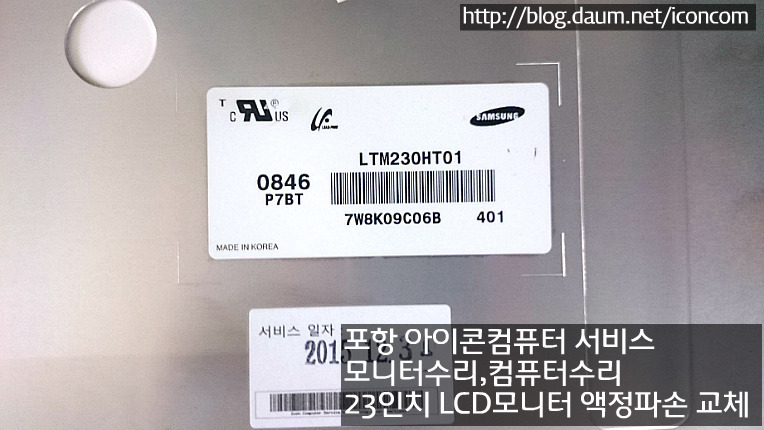 http://blog.daum.net/iconcom
T
c RU ® US
LEAD-FREE
SAMSUNG
LTM230HT01
0846
P7BT
7W8K09C06B 401
MADE IN KOREA
서비스 일자
포항 아이콘컴퓨터 서비스
모니터수리,컴퓨터수리
23인치 LCD모니터 액정파손 교체